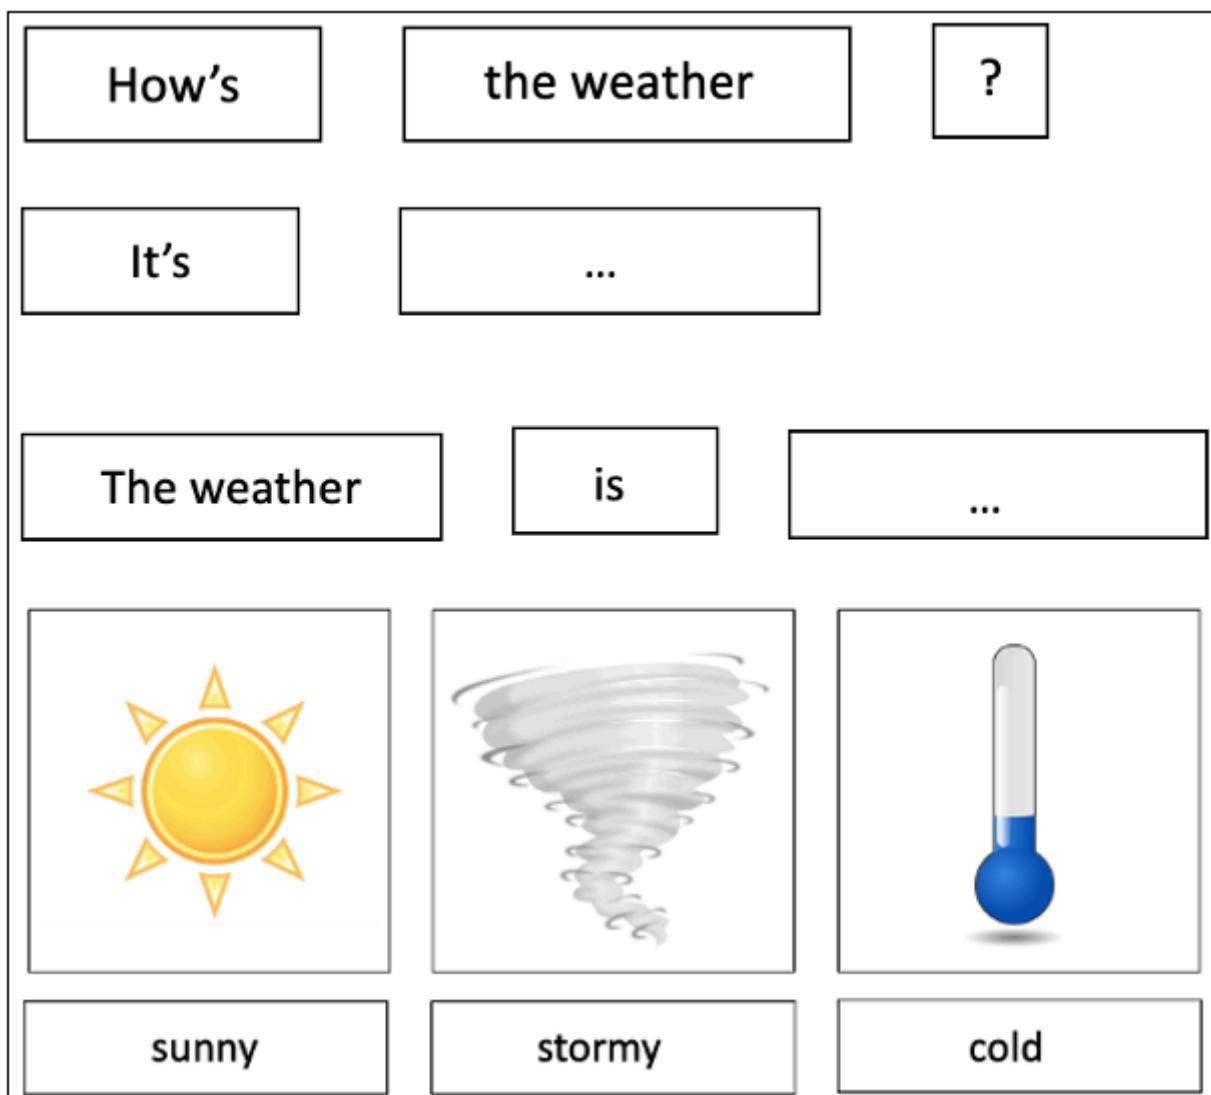 How’s the weather ?
It’s ...
The weather is ...
sunny stormy cold